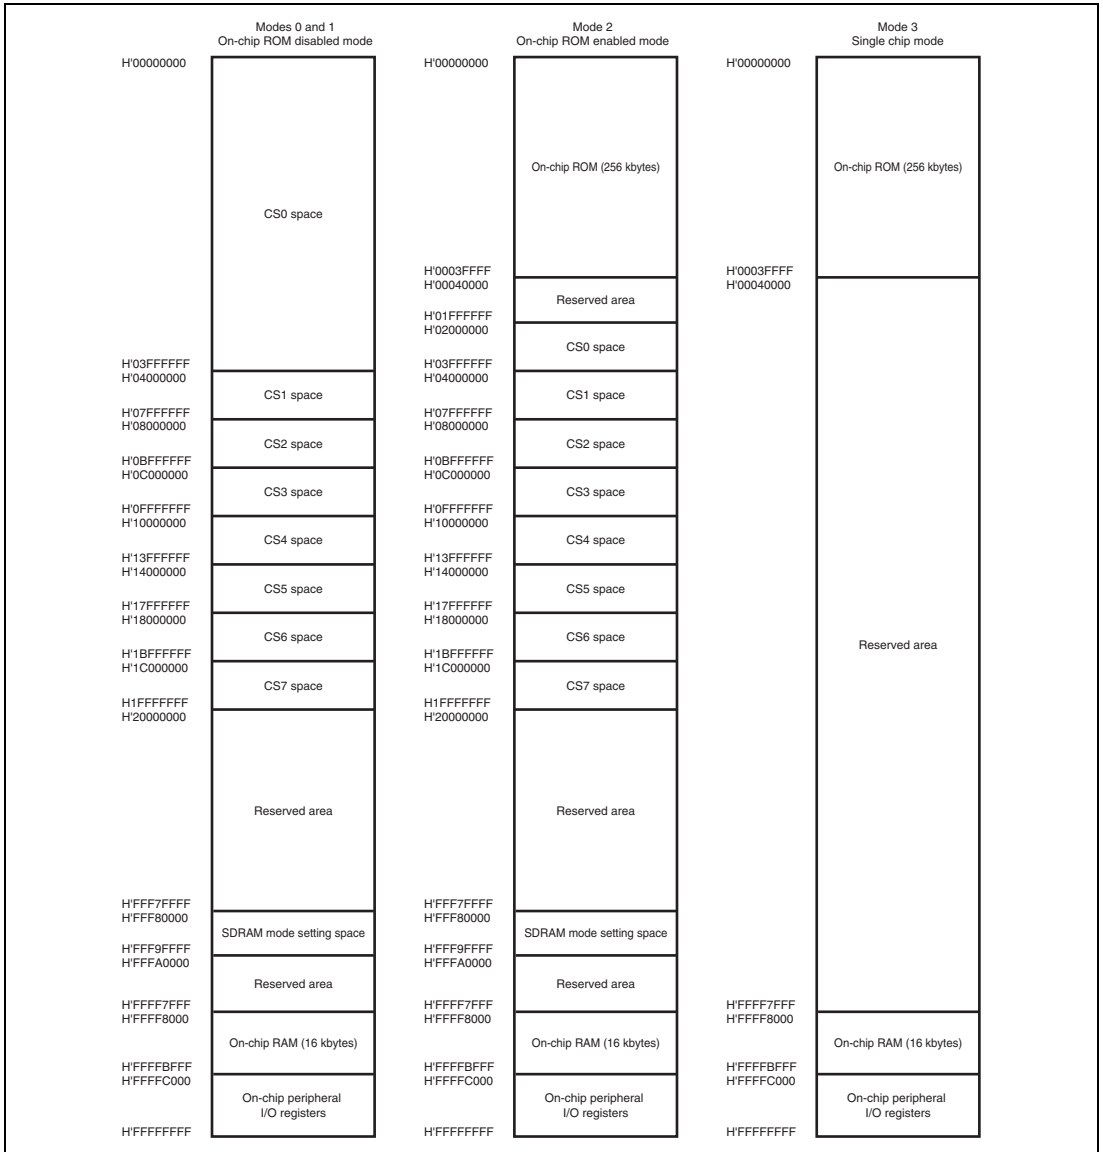 Modes 0 and 1
On-chip ROM disabled mode
H'00000000
CS0 space
H'03FFFFFF
H'04000000
CS1 space
H'07FFFFFF
H'08000000
CS2 space
H'0BFFFFFF
H'0C000000
CS3 space
H'0FFFFFFF
H'10000000
CS4 space
H'13FFFFFF
H'14000000
CS5 space
H'17FFFFFF
H'18000000
CS6 space
H'1BFFFFFF
H'1C000000
CS7 space
H1FFFFFFF
H'20000000
Reserved area
H'FFF7FFFF
H'FFF80000
SDRAM mode setting space
H'FFF9FFFF
H'FFFA0000
Reserved area
H'FFFF7FFF
H'FFFF8000
On-chip RAM (16 kbytes)
H'FFFFBFFF
H'FFFFC000
On-chip peripheral
I/O registers
H'FFFFFFFF
Mode 2
On-chip ROM enabled mode
H'00000000
On-chip ROM (256 kbytes)
H'0003FFFF
H'00040000
Reserved area
H'01FFFFFF
H'02000000
CS0 space
H'03FFFFFF
H'04000000
CS1 space
H'07FFFFFF
H'08000000
CS2 space
H'0BFFFFFF
H'0C000000
CS3 space
H'0FFFFFFF
H'10000000
CS4 space
H'13FFFFFF
H'14000000
CS5 space
H'17FFFFFF
H'18000000
CS6 space
H'1BFFFFFF
H'1C000000
CS7 space
H1FFFFFFF
H'20000000
Reserved area
H'FFF7FFFF
H'FFF80000
SDRAM mode setting space
H'FFF9FFFF
H'FFFA0000
Reserved area
H'FFFF7FFF
H'FFFF8000
On-chip RAM (16 kbytes)
H'FFFFBFFF
H'FFFFC000
On-chip peripheral
I/O registers
H'FFFFFFFF
Mode 3
Single chip mode
H'00000000
On-chip ROM (256 kbytes)
H'0003FFFF
H'00040000
Reserved area
H'FFFF7FFF
H'FFFF8000
On-chip RAM (16 kbytes)
H'FFFFBFFF
H'FFFFC000
On-chip peripheral
I/O registers
H'FFFFFFFF